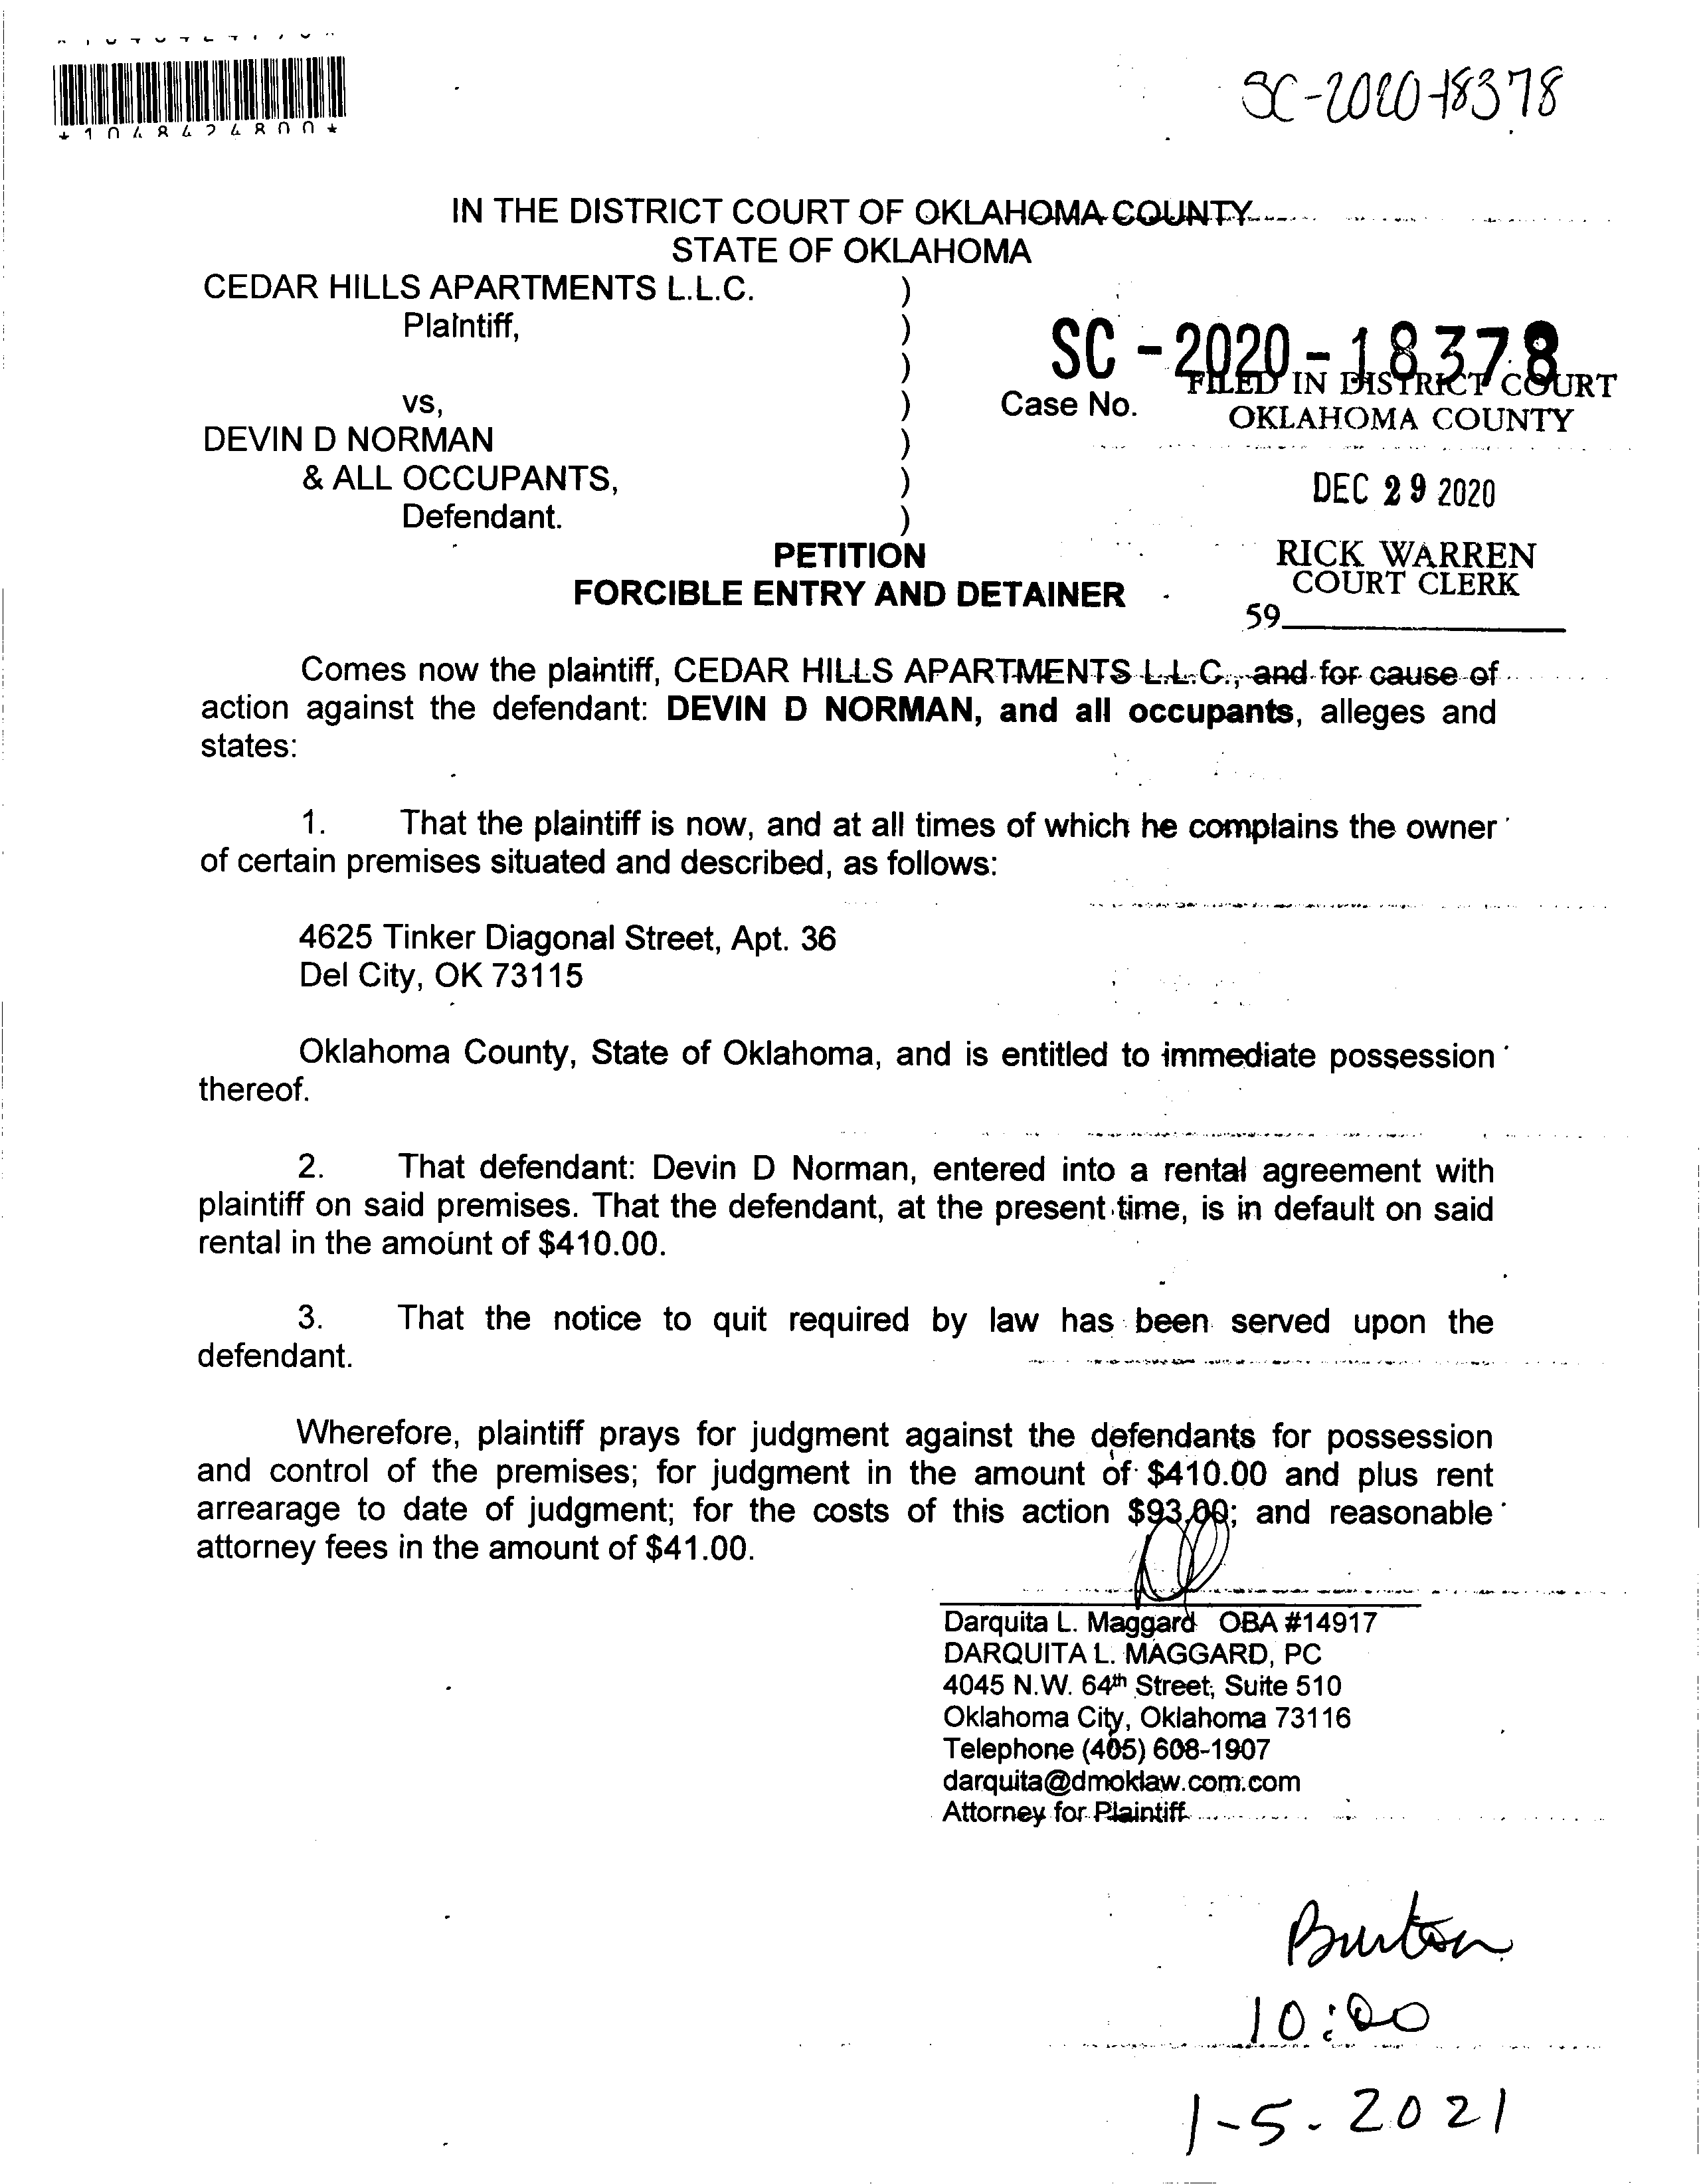 *1048424800*
SC-2020-18378
IN THE DISTRICT COURT OF OKLAHOMA COUNTY
STATE OF OKLAHOMA
CEDAR HILLS APARTMENTS L.L.C. )
Plaintiff, )
)
SC - 2020 - 18378
FILED IN DISTRICT COURT
vs, ) Case No.
OKLAHOMA COUNTY
DEVIN D NORMAN )
& ALL OCCUPANTS, )
DEC 29 2020
Defendant. )
PETITION
RICK WARREN
COURT CLERK
FORCIBLE ENTRY AND DETAINER
59
Comes now the plaintiff, CEDAR HILLS APARTMENTS L.L.C., and for cause of
action against the defendant: DEVIN D NORMAN, and all occupants, alleges and
states:
1. That the plaintiff is now, and at all times of which he complains the owner
of certain premises situated and described, as follows:
4625 Tinker Diagonal Street, Apt. 36
Del City, OK 73115
Oklahoma County, State of Oklahoma, and is entitled to immediate possession
thereof.
2. That defendant: Devin D Norman, entered into a rental agreement with
plaintiff on said premises. That the defendant, at the present time, is in default on said
rental in the amount of $410.00.
3. That the notice to quit required by law has been served upon the
defendant.
Wherefore, plaintiff prays for judgment against the defendants for possession
and control of the premises; for judgment in the amount of $410.00 and plus rent
arrearage to date of judgment; for the costs of this action $93.00; and reasonable
attorney fees in the amount of $41.00.
Darquita L. Maggard OBA #14917
DARQUITA L. MAGGARD, PC
4045 N.W. 64th Street, Suite 510
Oklahoma City, Oklahoma 73116
Telephone (405) 608-1907
darquita@dmoklaw.com.com
Attorney for Plaintiff
Burton
10:00
1-5-2021